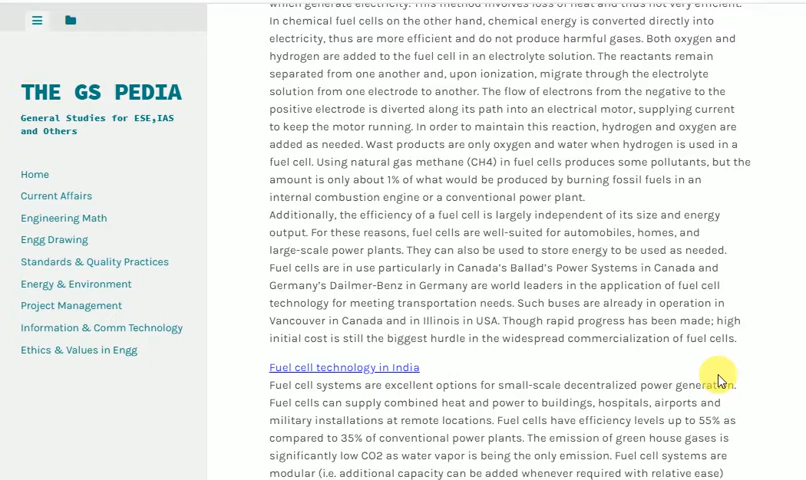 THE GS PEDIA
General Studies for ESE,IAS
and Others
Home
Current Affairs
Engineering Math
Engg Drawing
Standards & Quality Practices
Energy & Environment
Project Management
Information & Comm Technology
Ethics & Values in Engg
which generate electricity. This method involves loss of heat and thus not very efficient.
In chemical fuel cells on the other hand, chemical energy is converted directly into
electricity, thus are more efficient and do not produce harmful gases. Both oxygen and
hydrogen are added to the fuel cell in an electrolyte solution. The reactants remain
separated from one another and, upon ionization, migrate through the electrolyte
solution from one electrode to another. The flow of electrons from the negative to the
positive electrode is diverted along its path into an electrical motor, supplying current
to keep the motor running. In order to maintain this reaction, hydrogen and oxygen are
added as needed. Wast products are only oxygen and water when hydrogen is used in a
fuel cell. Using natural gas methane (CH4) in fuel cells produces some pollutants, but the
amount is only about 1% of what would be produced by burning fossil fuels in an
internal combustion engine or a conventional power plant.
Additionally, the efficiency of a fuel cell is largely independent of its size and energy
output. For these reasons, fuel cells are well-suited for automobiles, homes, and
large-scale power plants. They can also be used to store energy to be used as needed.
Fuel cells are in use particularly in Canada's Ballad's Power Systems in Canada and
Germany's Dailmer-Benz in Germany are world leaders in the application of fuel cell
technology for meeting transportation needs. Such buses are already in operation in
Vancouver in Canada and in Illinois in USA. Though rapid progress has been made; high
initial cost is still the biggest hurdle in the widespread commercialization of fuel cells.
Fuel cell technology in India
Fuel cell systems are excellent options for small-scale decentralized power generation.
Fuel cells can supply combined heat and power to buildings, hospitals, airports and
military installations at remote locations. Fuel cells have efficiency levels up to 55% as
compared to 35% of conventional power plants. The emission of green house gases is
significantly low CO2 as water vapor is being the only emission. Fuel cell systems are
modular (i.e. additional capacity can be added whenever required with relative ease)